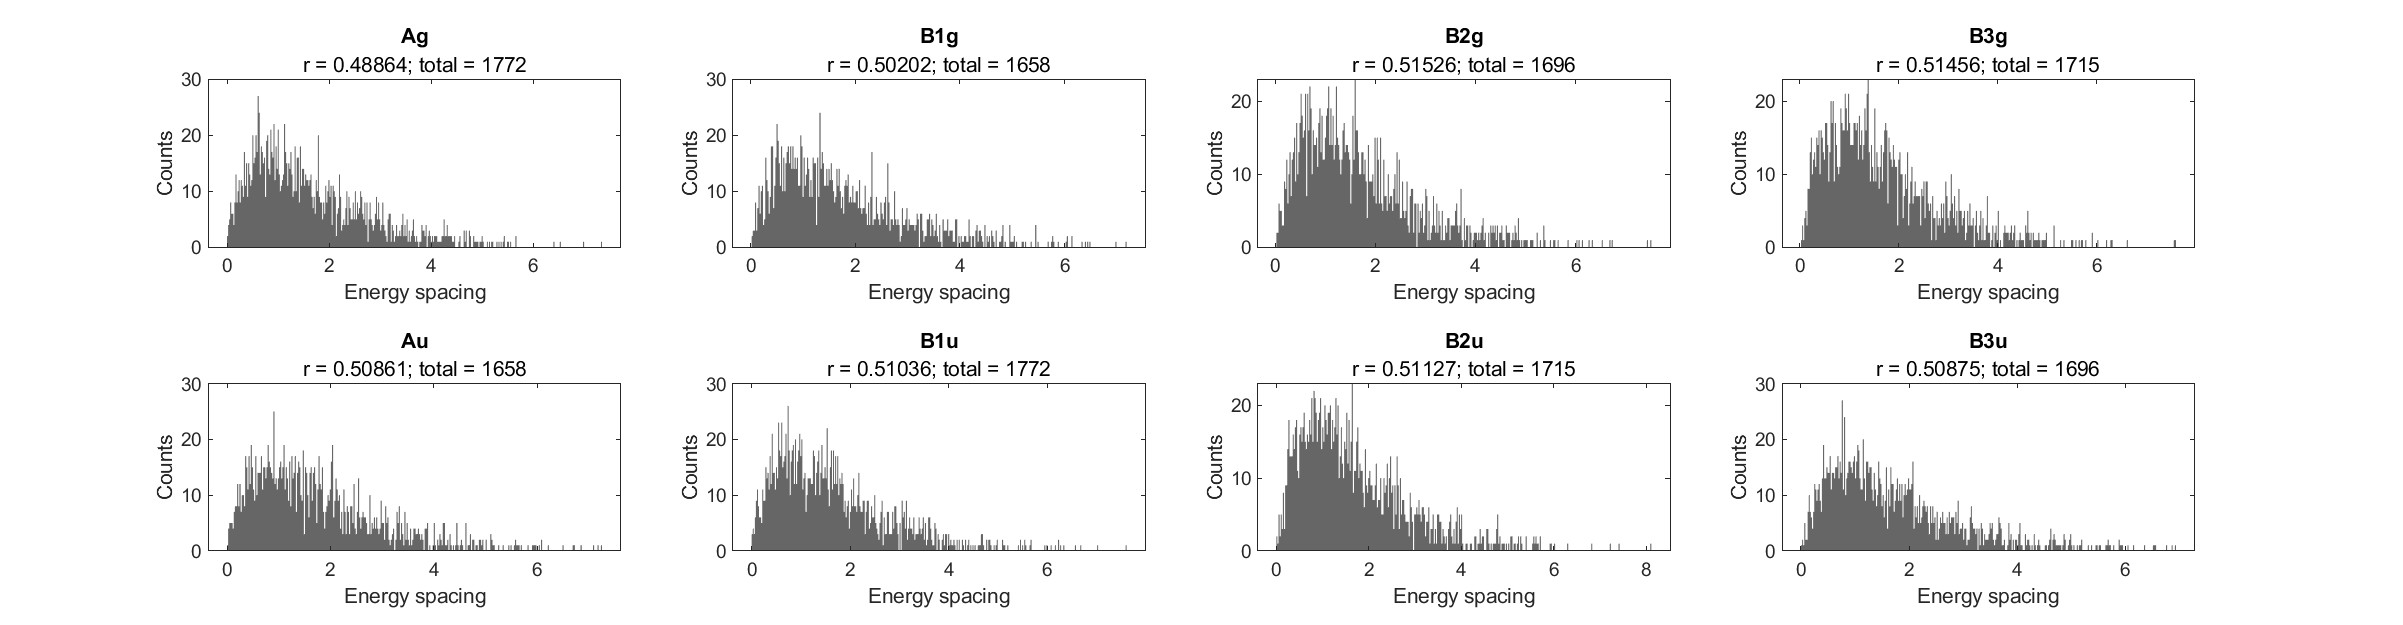 Ag
r = 0.48864; total = 1772
30
20
10
0
Counts
0 2 4 6
Energy spacing
B1g
r = 0.50202; total = 1658
30
20
10
0
Counts
0 2 4 6
Energy spacing
B2g
r = 0.51526; total = 1696
20
10
0
Counts
0 2 4 6
Energy spacing
B3g
r = 0.51456; total = 1715
20
10
0
Counts
0 2 4 6
Energy spacing
Au
r = 0.50861; total = 1658
30
20
10
0
Counts
0 2 4 6
Energy spacing
B1u
r = 0.51036; total = 1772
30
20
10
0
Counts
0 2 4 6
Energy spacing
B2u
r = 0.51127; total = 1715
20
10
0
Counts
0 2 4 6 8
Energy spacing
B3u
r = 0.50875; total = 1696
30
20
10
0
Counts
0 2 4 6
Energy spacing